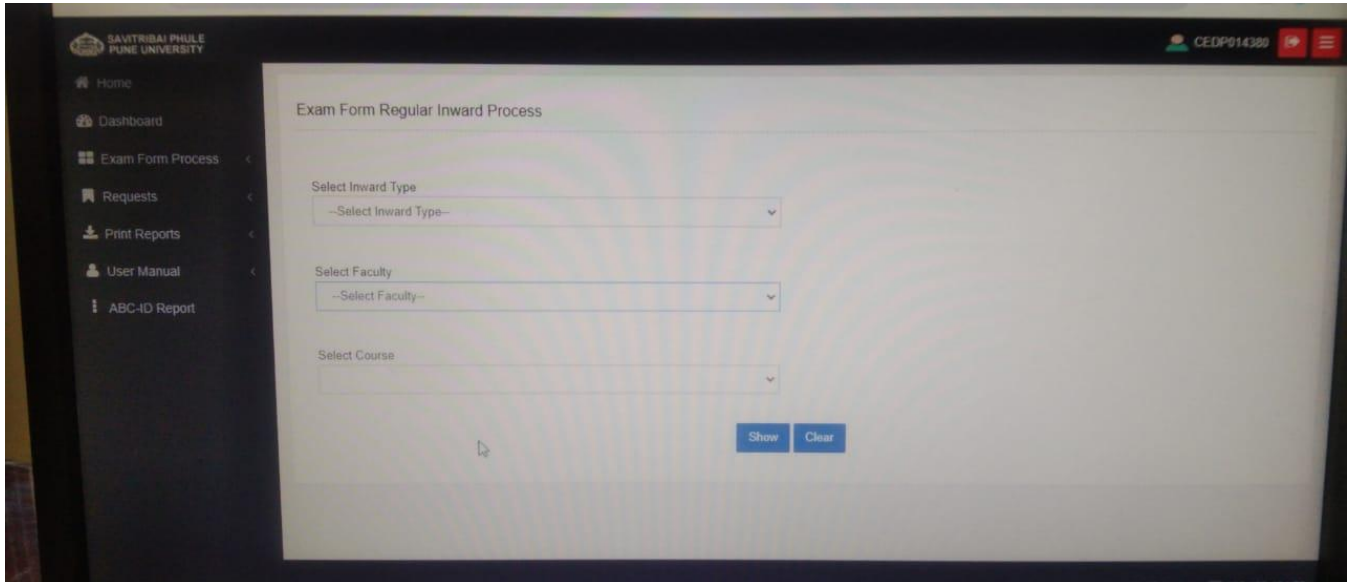 SAVITRIBAI PHULE
PUNE UNIVERSITY
CEDP014380
Home
Dashboard
Exam Form Process
Requests
Print Reports
User Manual
ABC-ID Report
Exam Form Regular Inward Process
Select Inward Type
--Select Inward Type--
Select Faculty
--Select Faculty--
Select Course
Show Clear